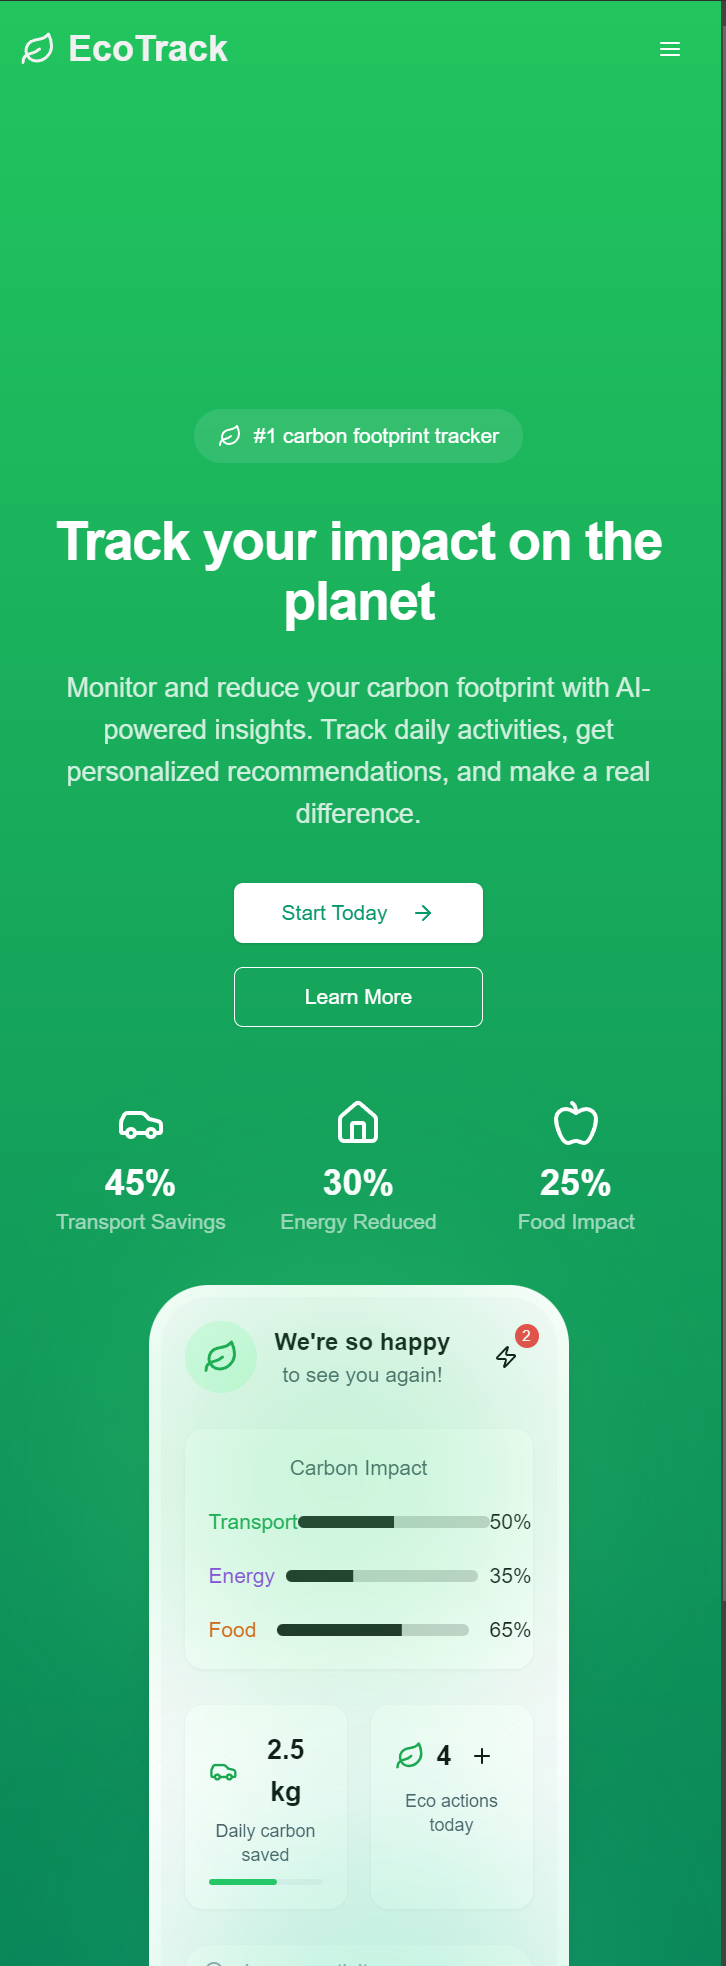 EcoTrack
#1 carbon footprint tracker
Track your impact on the
planet
Monitor and reduce your carbon footprint with AI-
powered insights. Track daily activities, get
personalized recommendations, and make a real
difference.
Start Today
Learn More
45%
30%
25%
Transport Savings
Energy Reduced
Food Impact
We're so happy
2
to see you again!
Carbon Impact
Transport 50%
Energy 35%
Food 65%
2.5
kg
Daily carbon
saved
4 +
Eco actions
today